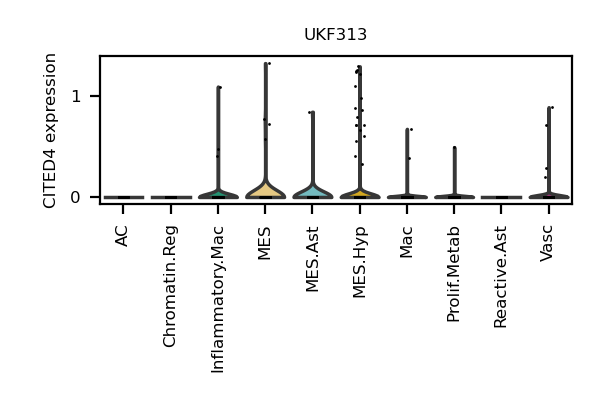 UKF313
CITED4 expression
1
0
AC
Chromatin.Reg
Inflammatory.Mac
MES
MES.Ast
MES.Hyp
Mac
Prolif.Metab
Reactive.Ast
Vasc